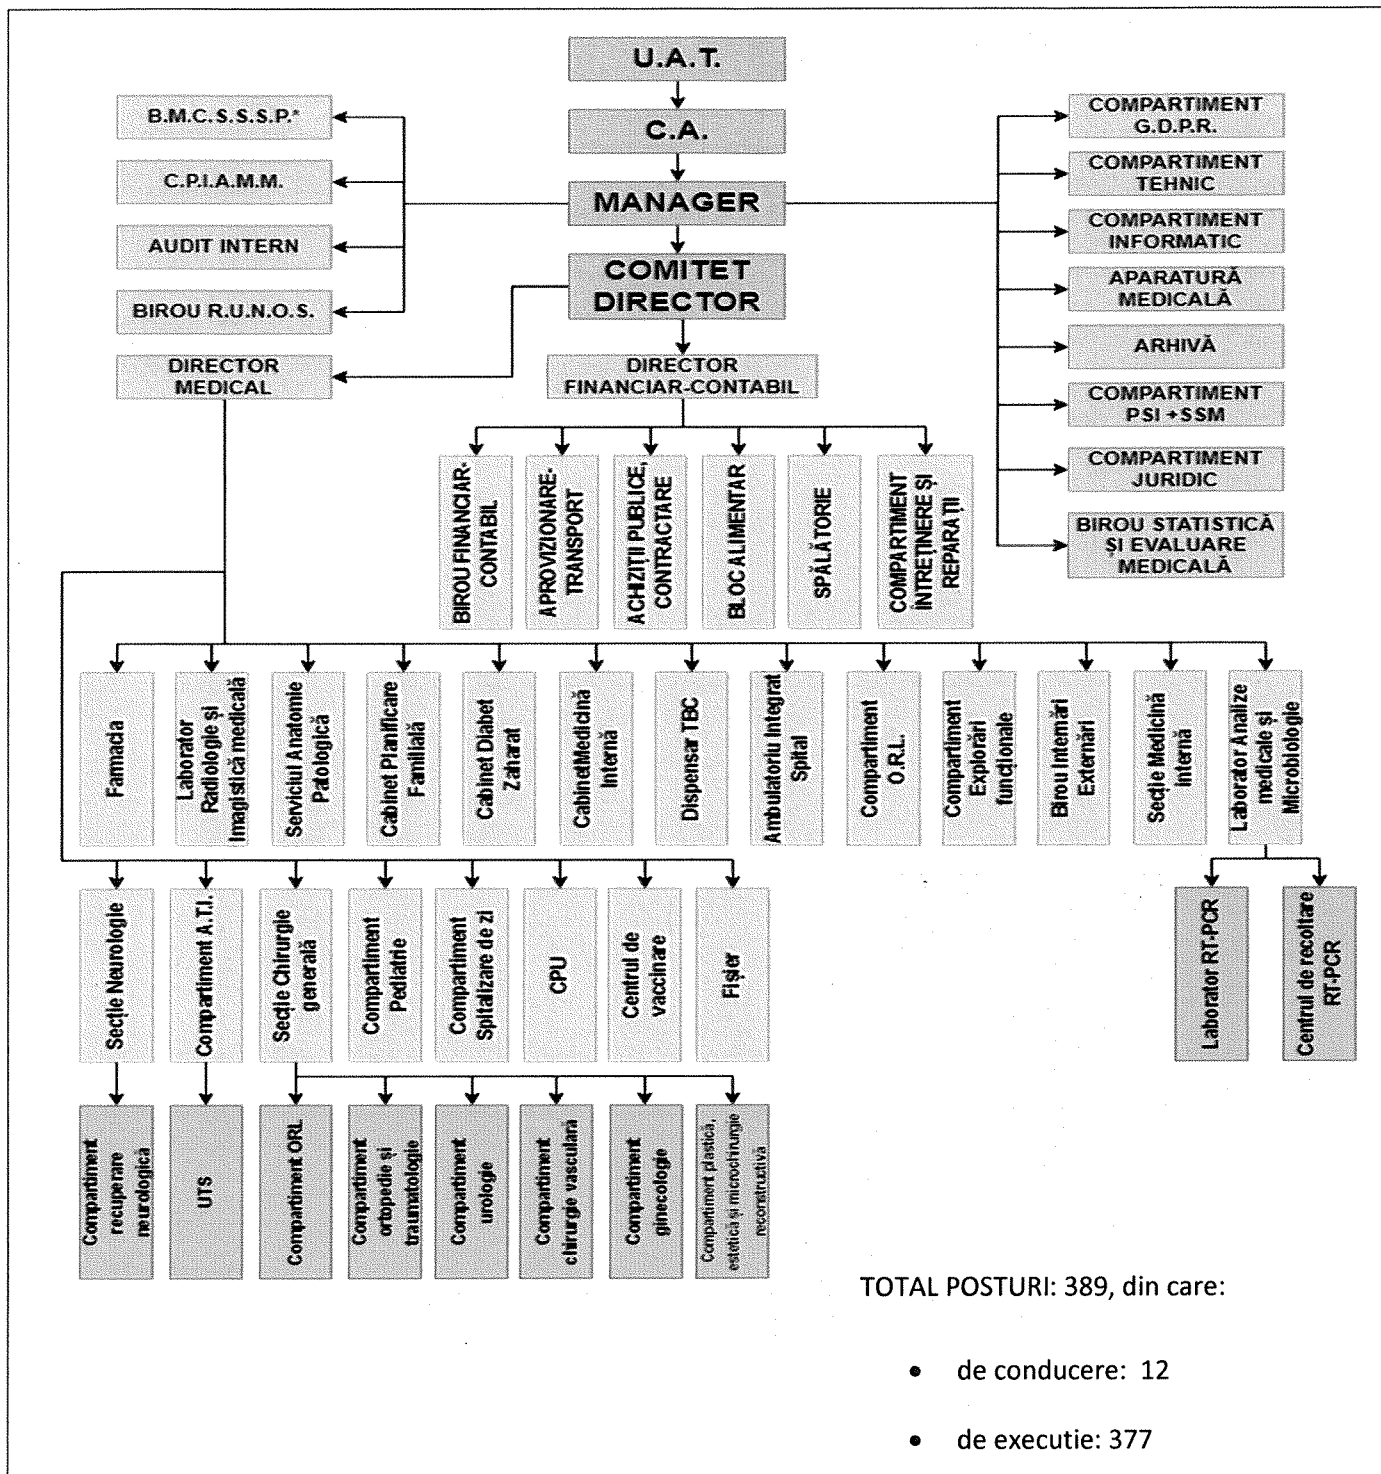 U.A.T.
C.A.
MANAGER
COMITET
DIRECTOR
B.M.C.S.S.S.P.*
C.P.I.A.M.M.
AUDIT INTERN
BIROU R.U.N.O.S.
DIRECTOR
MEDICAL
DIRECTOR
FINANCIAR-CONTABIL
COMPARTIMENT
G.D.P.R.
COMPARTIMENT
TEHNIC
COMPARTIMENT
INFORMATIC
APARATURĂ
MEDICALĂ
ARHIVĂ
COMPARTIMENT
PSI +SSM
COMPARTIMENT
JURIDIC
BIROU STATISTICĂ
ȘI EVALUARE
MEDICALĂ
BIROU FINANCIAR-
CONTABIL
APROVIZIONARE-
TRANSPORT
ACHIZIȚII PUBLICE,
CONTRACTARE
BLOC ALIMENTAR
SPĂLĂTORIE
COMPARTIMENT
ÎNTREȚINERE ȘI
REPARAȚII
Farmacia
Laborator
Radiologie și
Imagistică medicală
Serviciul Anatomie
Patologică
Cabinet Planificare
Familială
Cabinet Diabet
Zaharat
CabinetMedicină
Internă
Dispensar TBC
Ambulatoriu Integrat
Spital
Compartiment
O.R.L.
Compartiment
Explorări
funcționale
Birou Internări
Externări
Secție Medicină
internă
Laborator Analize
medicale și
Microbiologie
Secție Neurologie
Compartiment A.T.I.
Secție Chirurgie
generală
Compartiment
Pediatrie
Compartiment
Spitalizare de zi
CPU
Centrul de
vaccinare
Fișier
Laborator RT-PCR
Centrul de recoltare
RT-PCR
Compartiment
recuperare
neurologică
UTS
Compartiment ORL
Compartiment
ortopedie și
traumatologie
Compartiment
urologie
Compartiment
chirurgie vasculară
Compartiment
ginecologie
Compartiment plastică,
estetică și microchirurgie
reconstructivă
TOTAL POSTURI: 389, din care:
• de conducere: 12
• de executie: 377